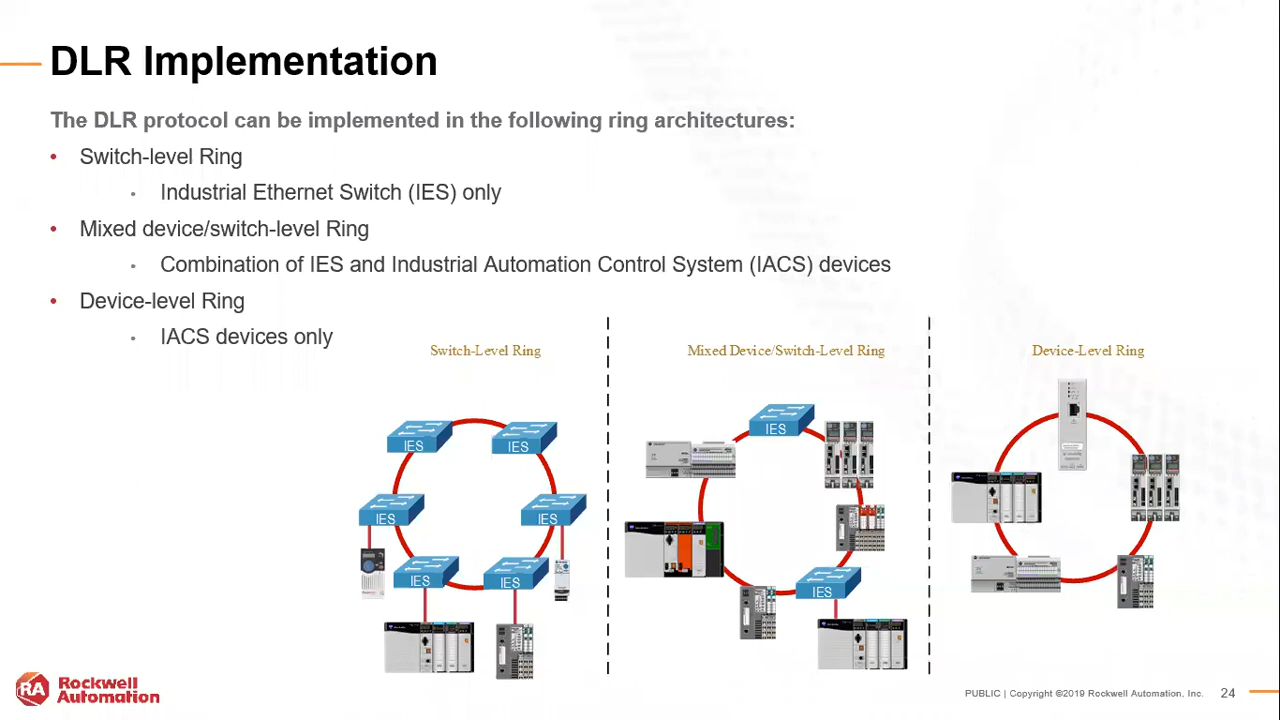 DLR Implementation
The DLR protocol can be implemented in the following ring architectures:
• Switch-level Ring
• Industrial Ethernet Switch (IES) only
• Mixed device/switch-level Ring
• Combination of IES and Industrial Automation Control System (IACS) devices
• Device-level Ring
• IACS devices only
Switch-Level Ring
IES
IES
IES
IES
IES
IES
Mixed Device/Switch-Level Ring
IES
IES
Device-Level Ring
RA
Rockwell
Automation
PUBLIC | Copyright ©2019 Rockwell Automation, Inc. 24